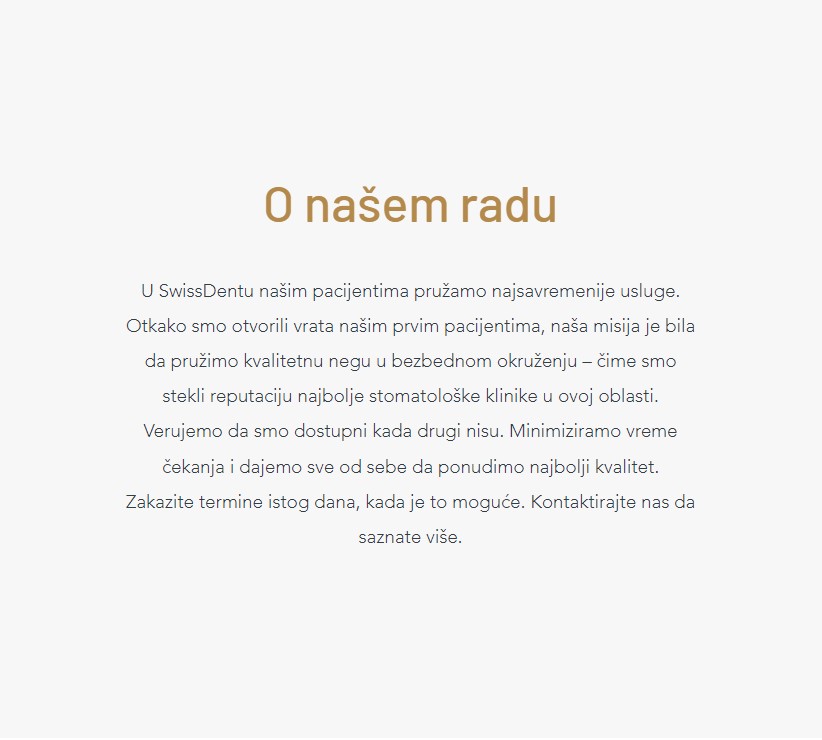 O našem radu
U SwissDentu našim pacijentima pružamo najsavremenije usluge.
Otkako smo otvorili vrata našim prvim pacijentima, naša misija je bila
da pružimo kvalitetnu negu u bezbednom okruženju – čime smo
stekli reputaciju najbolje stomatološke klinike u ovoj oblasti.
Verujemo da smo dostupni kada drugi nisu. Minimiziramo vreme
čekanja i dajemo sve od sebe da ponudimo najbolji kvalitet.
Zakazite termine istog dana, kada je to moguće. Kontaktirajte nas da
saznate više.